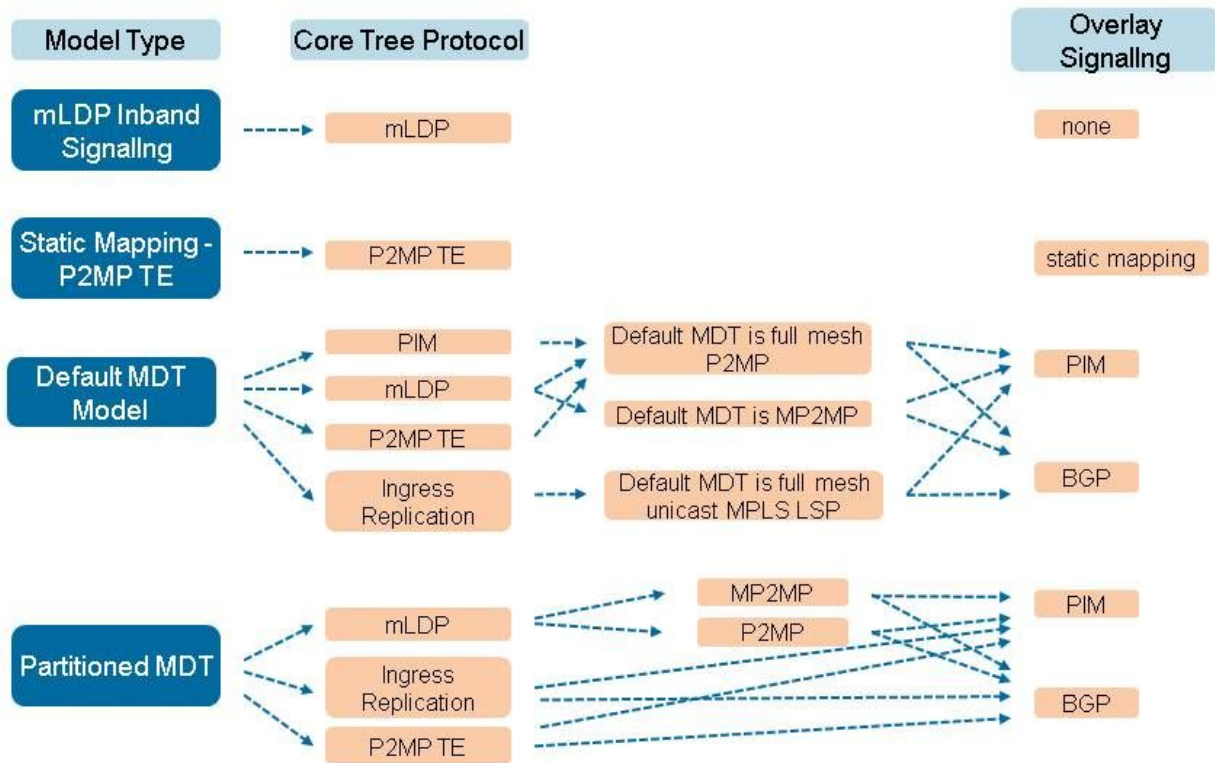 Model Type
Core Tree Protocol
Overlay
Signallng
mLDP Inband
Signallng
mLDP
none
Static Mapping -
P2MP TE
P2MP TE
static mapping
Default MDT
Model
PIM
mLDP
P2MP TE
Ingress
Replication
Default MDT is full mesh
P2MP
Default MDT is MP2MP
Default MDT is full mesh
unicast MPLS LSP
PIM
BGP
Partitioned MDT
mLDP
Ingress
Replication
P2MP TE
MP2MP
P2MP
PIM
BGP